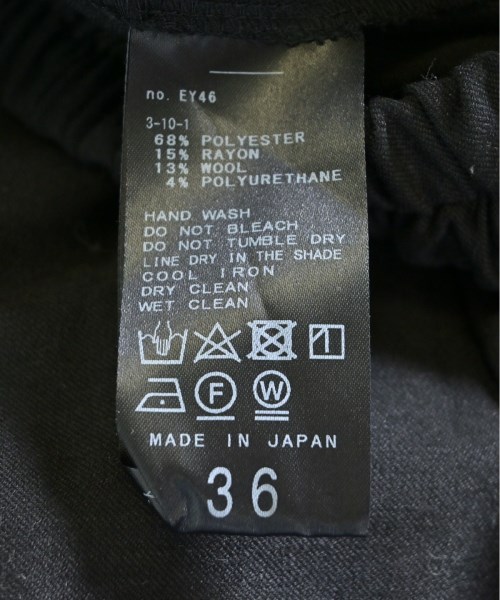 no. EY46
3-10-1
68% POLYESTER
15% RAYON
13% WOOL
4% POLYURETHANE
HAND WASH
DO NOT BLEACH
DO NOT TUMBLE DRY
LINE DRY IN THE SHADE
COOL IRON
DRY CLEAN
WET CLEAN
F W
MADE IN JAPAN
36